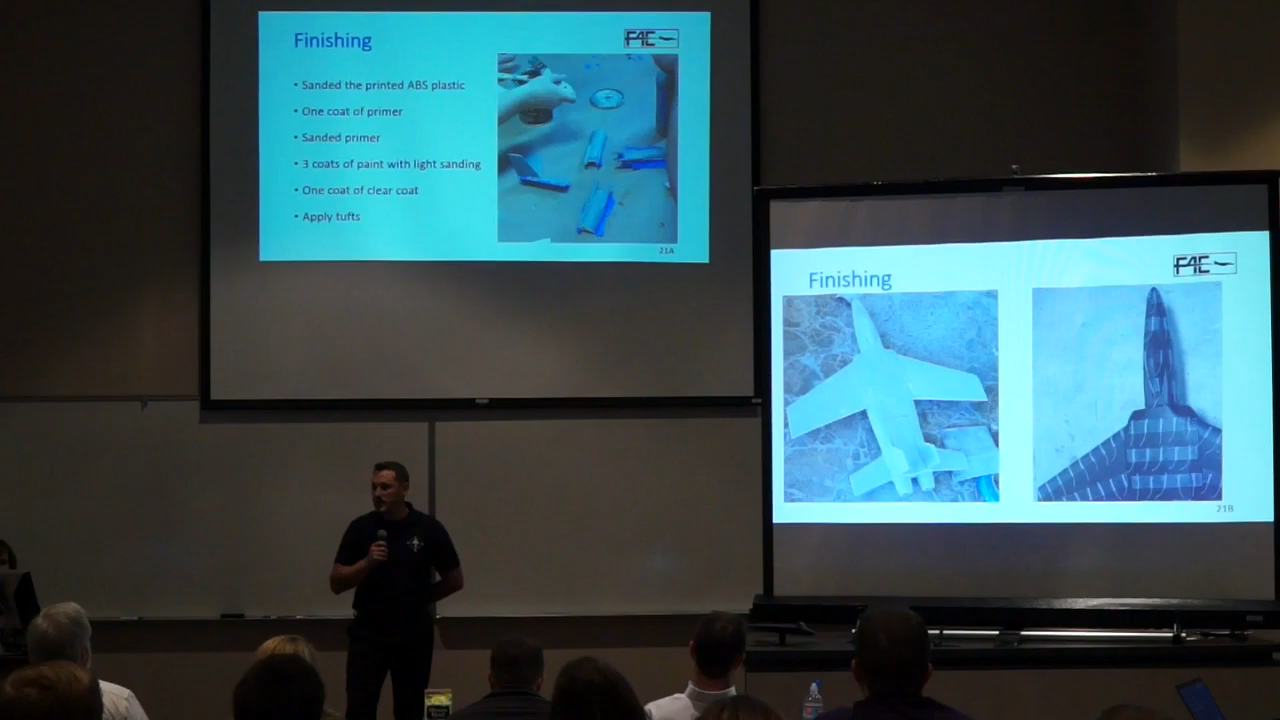 Finishing
F4E
• Sanded the printed ABS plastic
• One coat of primer
• Sanded primer
• 3 coats of paint with light sanding
• One coat of clear coat
• Apply tufts
21A
Finishing
F4E
21B